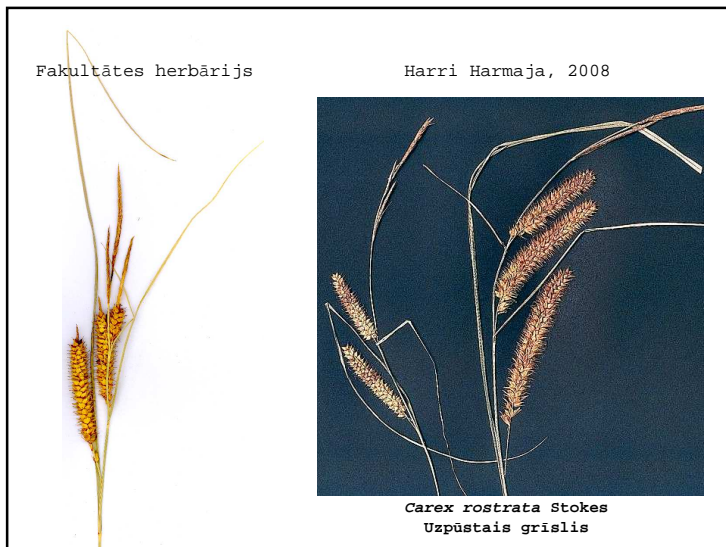 Fakultātes herbārijs
Harri Harmaja, 2008
Carex rostrata Stokes
Uzpūstais grīslis